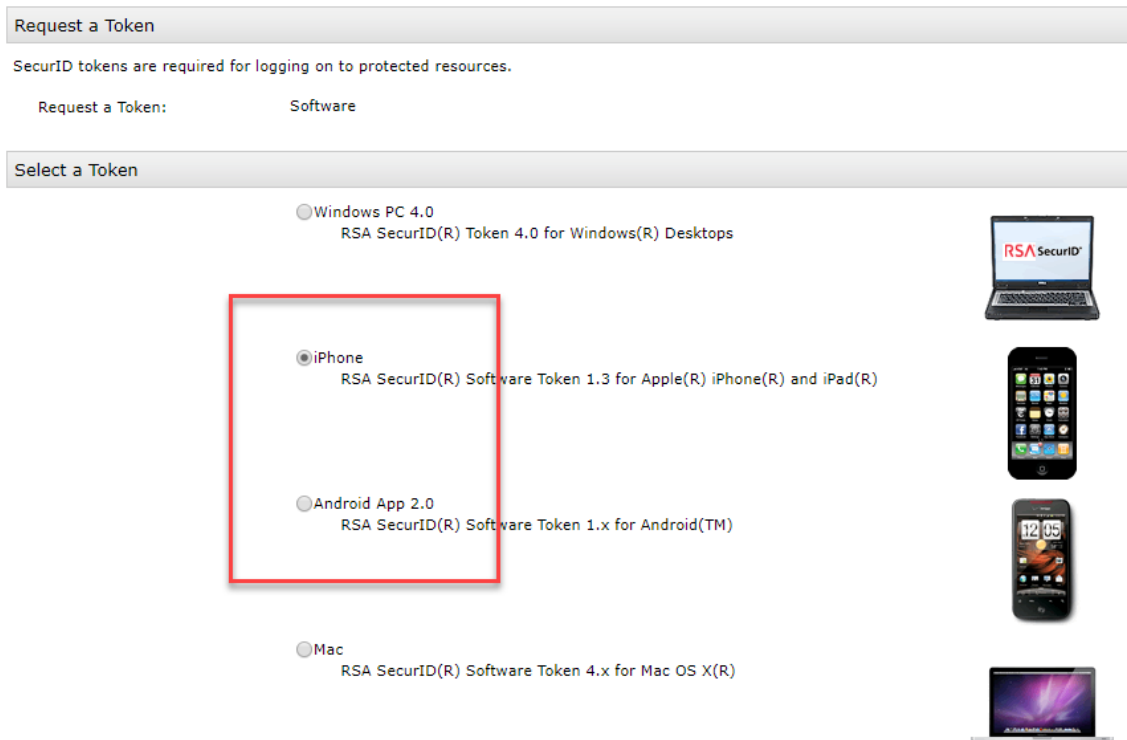 Request a Token
SecurID tokens are required for logging on to protected resources.
Request a Token: Software
Select a Token
Windows PC 4.0
RSA SecurID(R) Token 4.0 for Windows(R) Desktops
RSA SecurID
iPhone
RSA SecurID(R) Software Token 1.3 for Apple(R) iPhone(R) and iPad(R)
Android App 2.0
RSA SecurID(R) Software Token 1.x for Android(TM)
12 05
Mac
RSA SecurID(R) Software Token 4.x for Mac OS X(R)